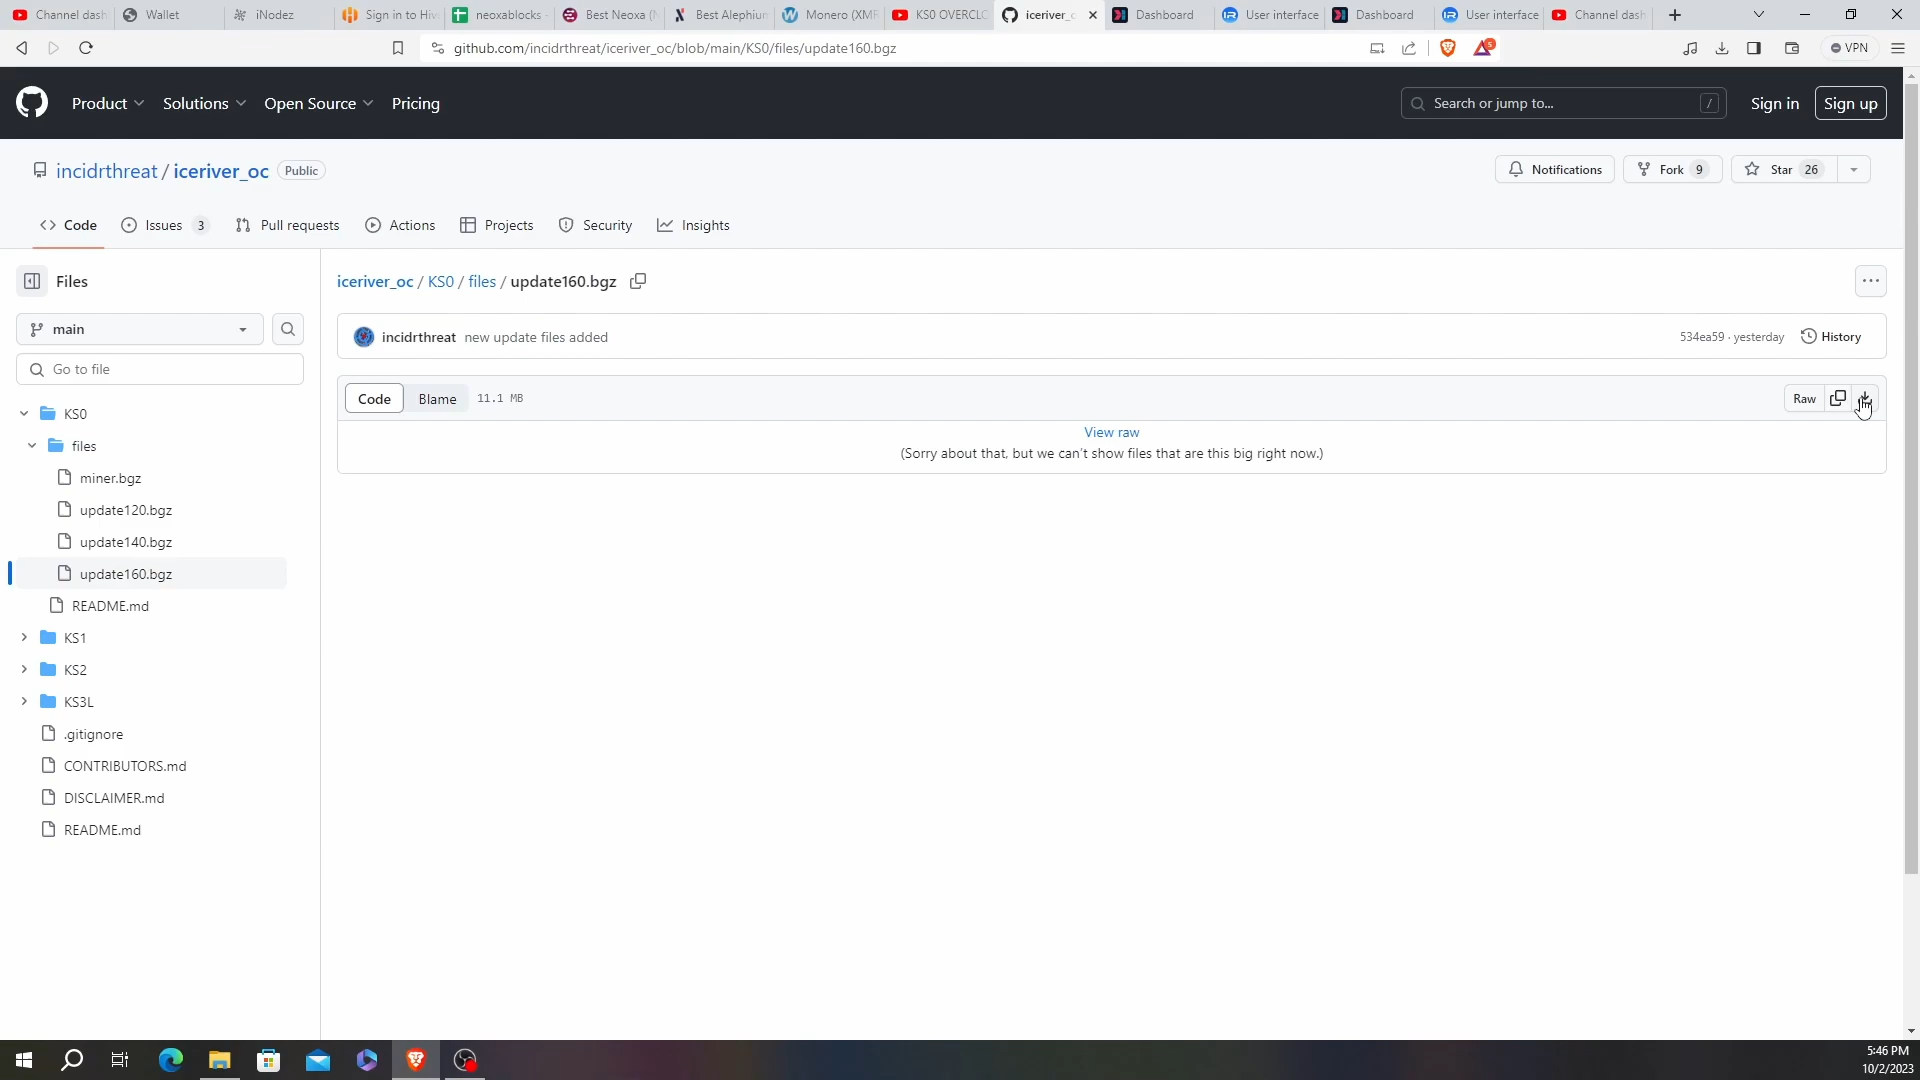 Channel dash
Wallet
iNodez
Sign in to Hiv
neoxablocks -
Best Neoxa (N
Best Alephium
Monero (XMR
KS0 OVERCLO
iceriver_o
Dashboard
User interface
Dashboard
User interface
Channel dash
github.com/incidrthreat/iceriver_oc/blob/main/KS0/files/update160.bgz
5
VPN
Product
Solutions
Open Source
Pricing
Search or jump to...
/
Sign in
Sign up
incidrthreat / iceriver_oc Public
Notifications
Fork 9
Star 26
Code
Issues 3
Pull requests
Actions
Projects
Security
Insights
Files
main
Go to file
KS0
files
miner.bgz
update120.bgz
update140.bgz
update160.bgz
README.md
KS1
KS2
KS3L
.gitignore
CONTRIBUTORS.md
DISCLAIMER.md
README.md
iceriver_oc / KS0 / files / update160.bgz
incidrthreat new update files added
534ea59 · yesterday
History
Code
Blame
11.1 MB
Raw
View raw
(Sorry about that, but we can't show files that are this big right now.)
5:46 PM
10/2/2023